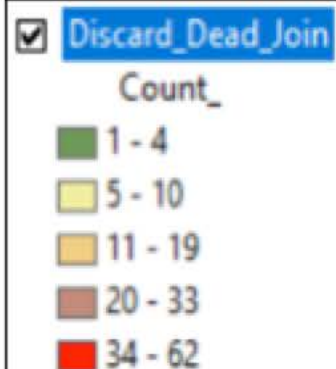 Discard_Dead_Join
Count_
1 - 4
5 - 10
11 - 19
20 - 33
34 - 62